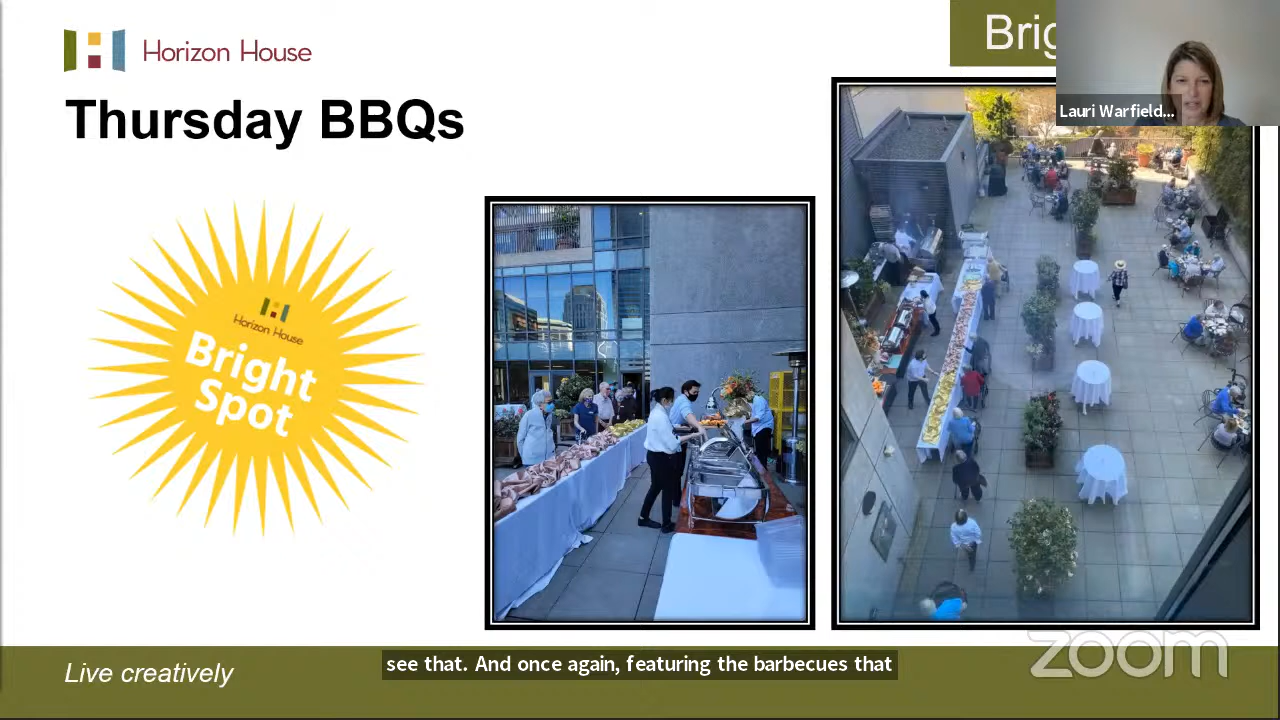 Horizon House
Brig
Lauri Warfield...
Thursday BBQs
Horizon House
Bright
Spot
Live creatively
see that. And once again, featuring the barbecues that
zoom